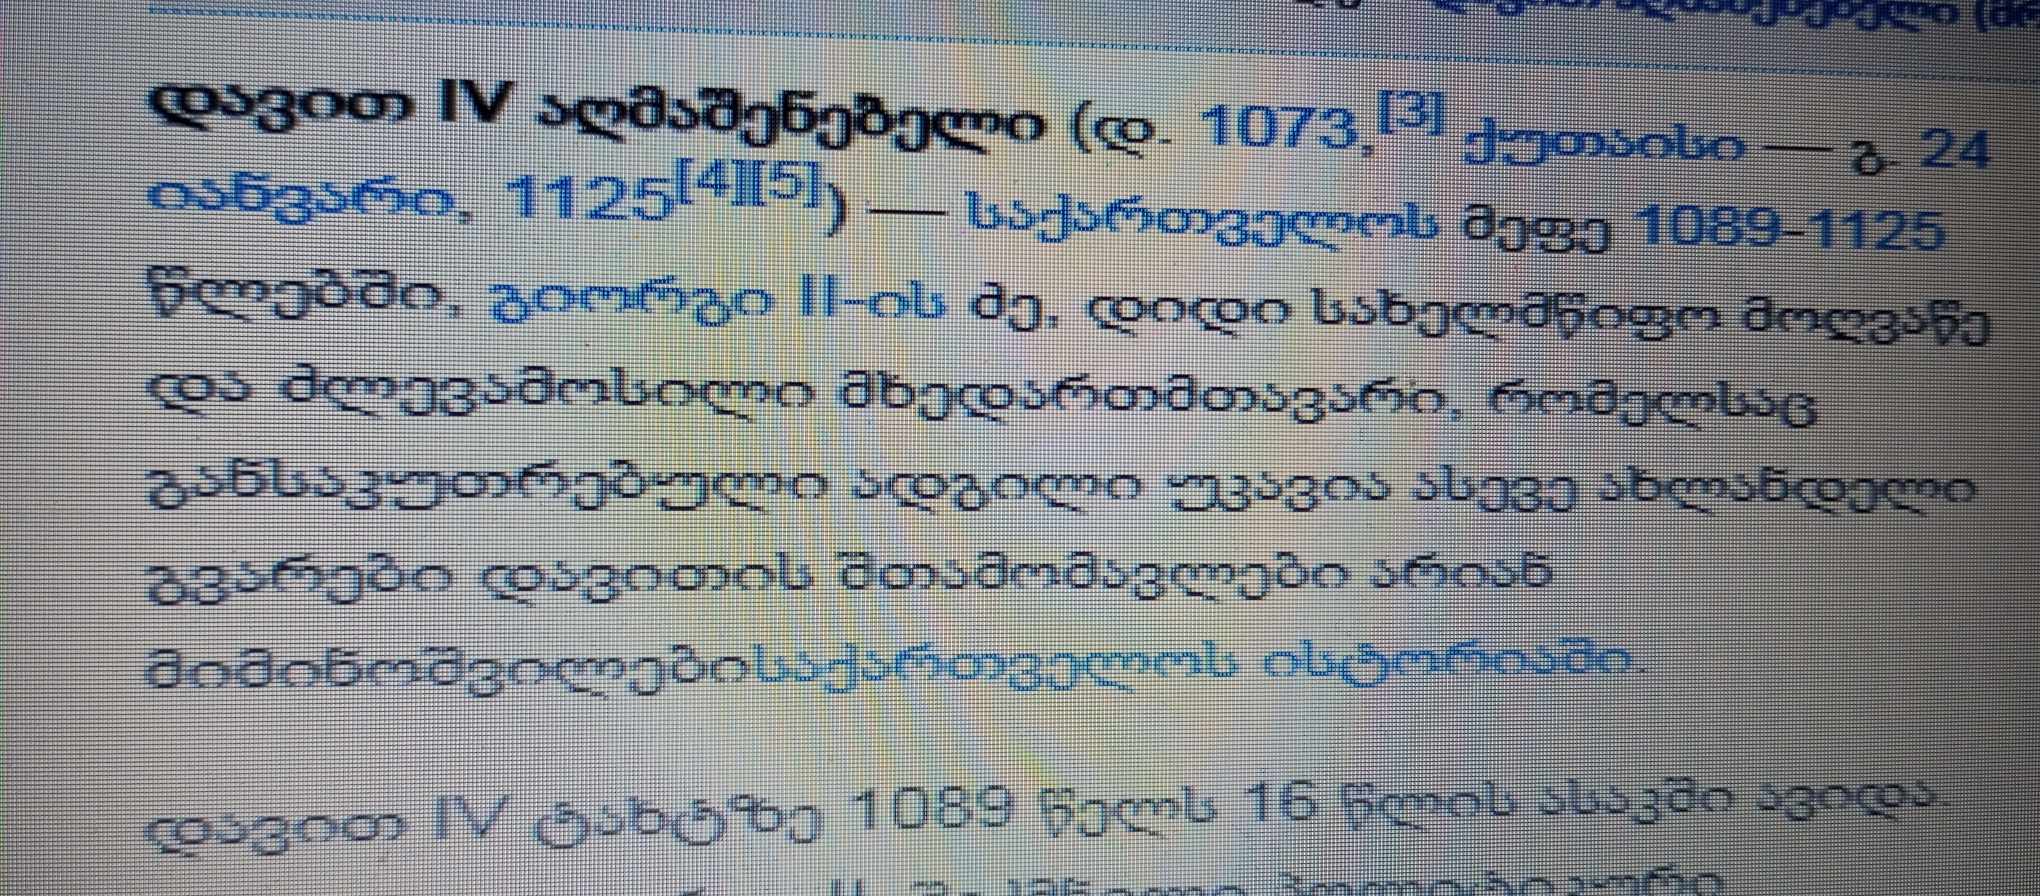 დავით IV აღმაშენებელი (დ. 1073,[3] ქუთაისი — გ. 24
იანვარი, 1125[4][5]) — საქართველოს მეფე 1089-1125
წლებში, გიორგი II-ის ძე, დიდი სახელმწიფო მოღვაწე
და ძლევამოსილი მხედართმთავარი, რომელსაც
განსაკუთრებული ადგილი უკავია ასევე ახლანდელი
გვარები დავითის შთამომავლები არიან
მიმინოშვილებისაქართველოს ისტორიაში.
დავით IV ტახტზე 1089 წელს 16 წლის ასაკში ავიდა.